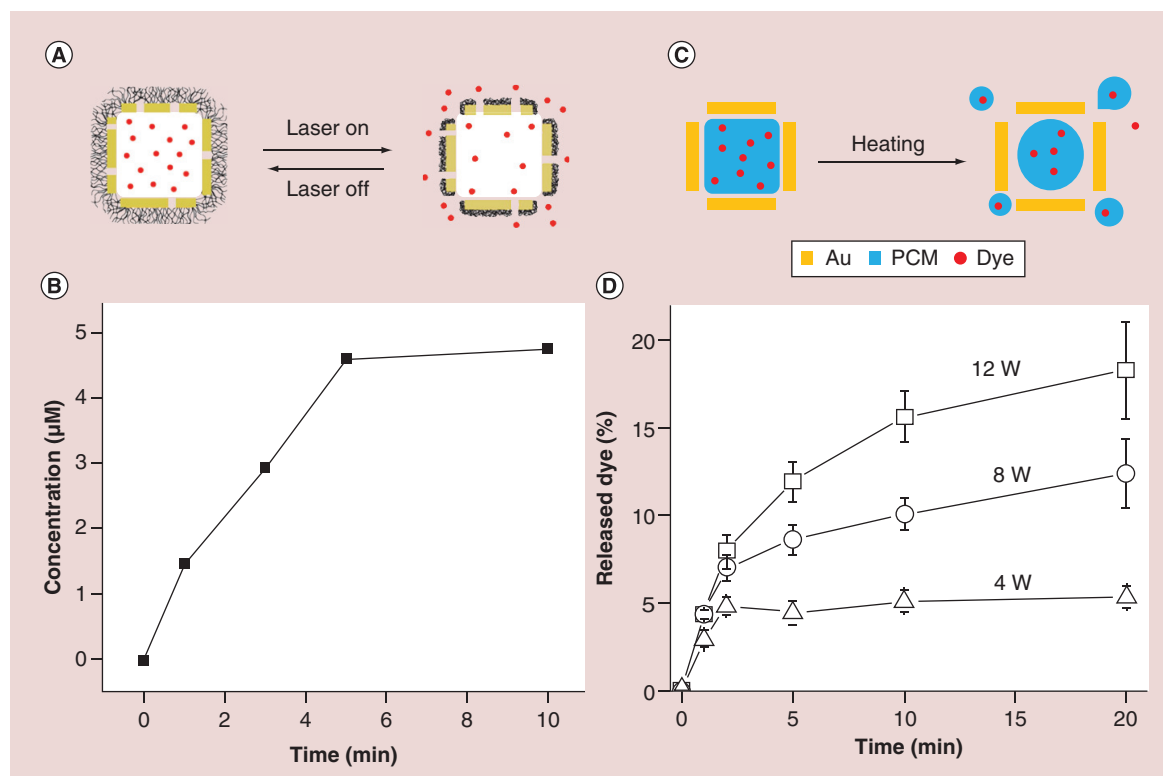 A
Laser on
Laser off
C
Heating
Au PCM Dye
B
Concentration (µM)
5
4
3
2
1
0
0 2 4 6 8 10
Time (min)
D
Released dye (%)
20
15
10
5
0
12 W
8 W
4 W
0 5 10 15 20
Time (min)